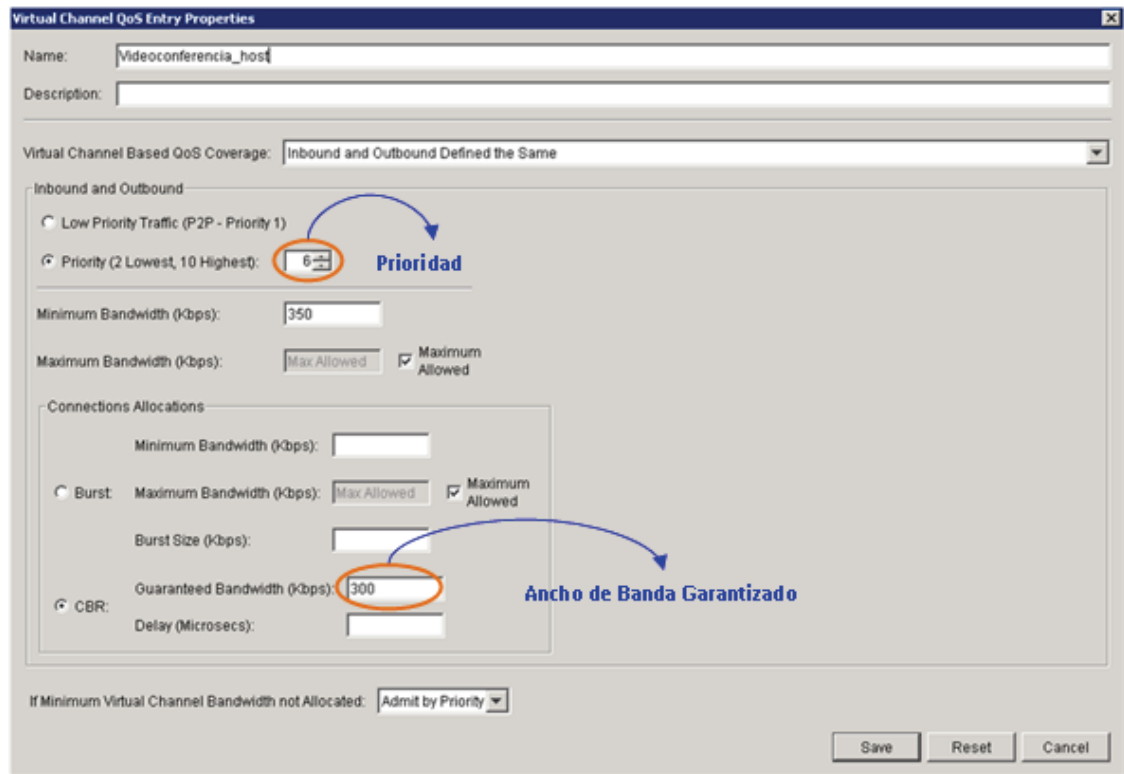 Virtual Channel QoS Entry Properties
Name: Videoconferencia_host
Description:
Virtual Channel Based QoS Coverage: Inbound and Outbound Defined the Same
Inbound and Outbound
Low Priority Traffic (P2P - Priority 1)
Priority (2 Lowest, 10 Highest): 6 Prioridad
Minimum Bandwidth (Kbps): 350
Maximum Bandwidth (Kbps): Max Allowed Maximum
Allowed
Connections Allocations
Minimum Bandwidth (Kbps):
Burst: Maximum Bandwidth (Kbps): Max Allowed Maximum
Allowed
Burst Size (Kbps):
Guaranteed Bandwidth (Kbps): 300 Ancho de Banda Garantizado
CBR:
Delay (Microsecs):
If Minimum Virtual Channel Bandwidth not Allocated: Admit by Priority
Save Reset Cancel